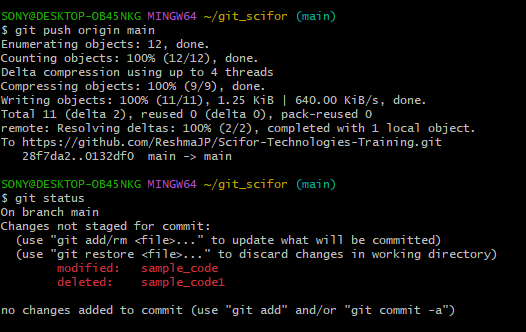 SONY@DESKTOP-OB45NKG MINGW64 ~/git_scifor (main)
$ git push origin main
Enumerating objects: 12, done.
Counting objects: 100% (12/12), done.
Delta compression using up to 4 threads
Compressing objects: 100% (9/9), done.
Writing objects: 100% (11/11), 1.25 KiB | 640.00 KiB/s, done.
Total 11 (delta 2), reused 0 (delta 0), pack-reused 0
remote: Resolving deltas: 100% (2/2), completed with 1 local object.
To https://github.com/ReshmaJP/Scifor-Technologies-Training.git
   28f7da2..0132df0  main -> main

SONY@DESKTOP-OB45NKG MINGW64 ~/git_scifor (main)
$ git status
On branch main
Changes not staged for commit:
  (use "git add/rm <file>..." to update what will be committed)
  (use "git restore <file>..." to discard changes in working directory)
        modified:   sample_code
        deleted:    sample_code1

no changes added to commit (use "git add" and/or "git commit -a")